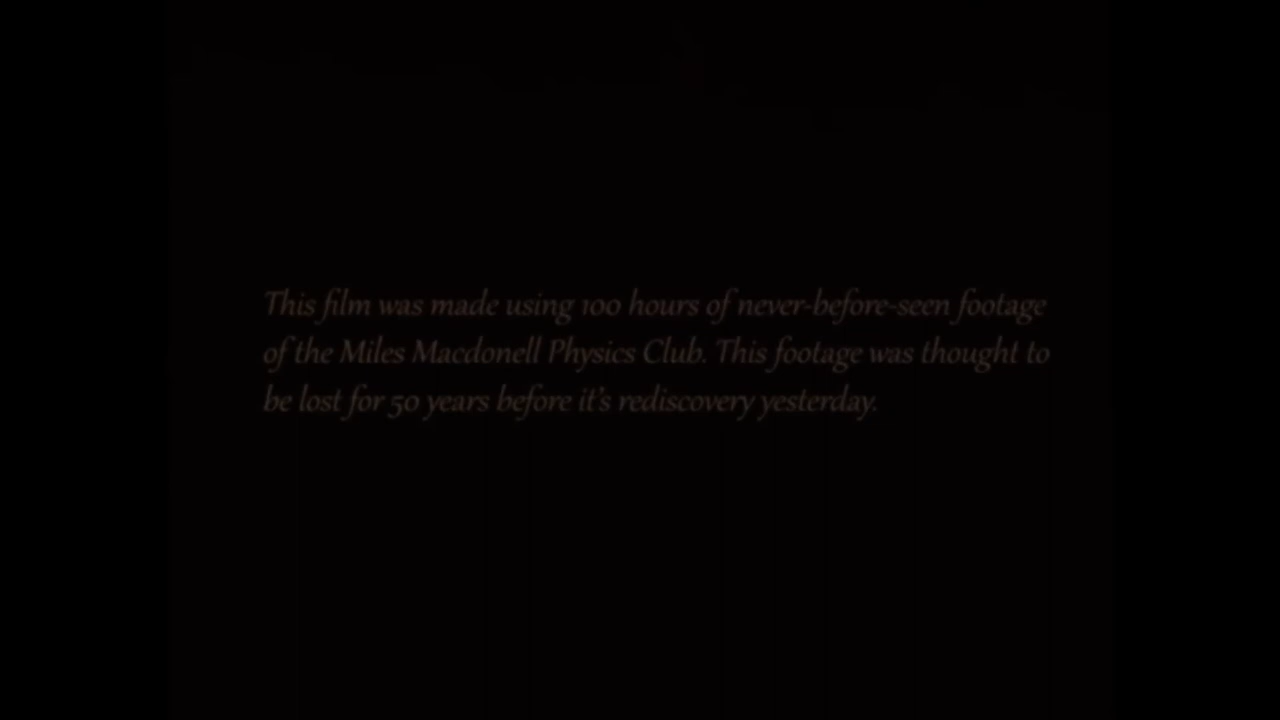 This film was made using 100 hours of never-before-seen footage
of the Miles Macdonell Physics Club. This footage was thought to
be lost for 50 years before it’s rediscovery yesterday.